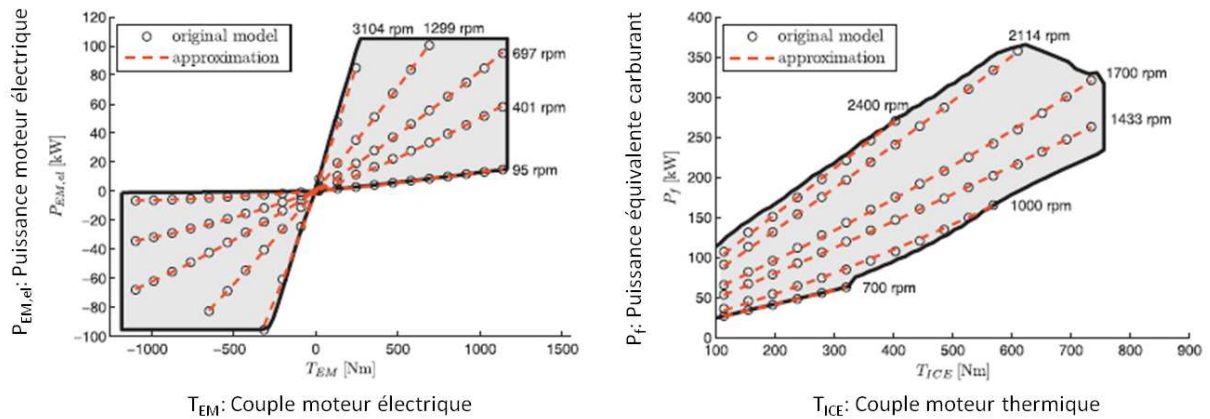 P_EM,el: Puissance moteur électrique
P_EM,el [kW]
120
100
80
60
40
20
0
−20
−40
−60
−80
−100
original model
approximation
3104 rpm
1299 rpm
697 rpm
401 rpm
95 rpm
−1000
−500
0
500
1000
1500
T_EM [Nm]
T_EM: Couple moteur électrique
P_f: Puissance équivalente carburant
P_f [kW]
400
350
300
250
200
150
100
50
0
original model
approximation
2114 rpm
2400 rpm
1700 rpm
1433 rpm
1000 rpm
700 rpm
100
200
300
400
500
600
700
800
900
T_ICE [Nm]
T_ICE: Couple moteur thermique